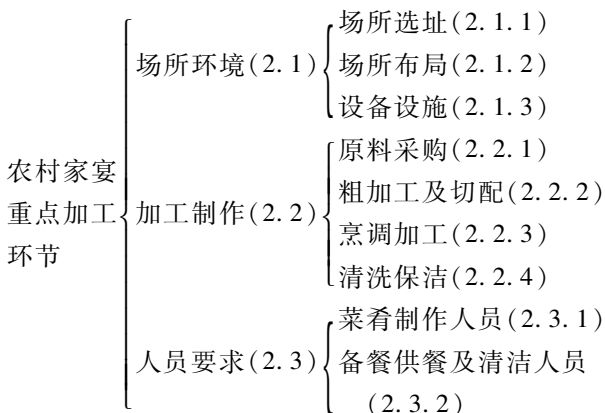 农村家宴
重点加工
环节
场所环境(2.1)
场所选址(2.1.1)
场所布局(2.1.2)
设备设施(2.1.3)
加工制作(2.2)
原料采购(2.2.1)
粗加工及切配(2.2.2)
烹调加工(2.2.3)
清洗保洁(2.2.4)
人员要求(2.3)
菜肴制作人员(2.3.1)
备餐供餐及清洁人员
(2.3.2)